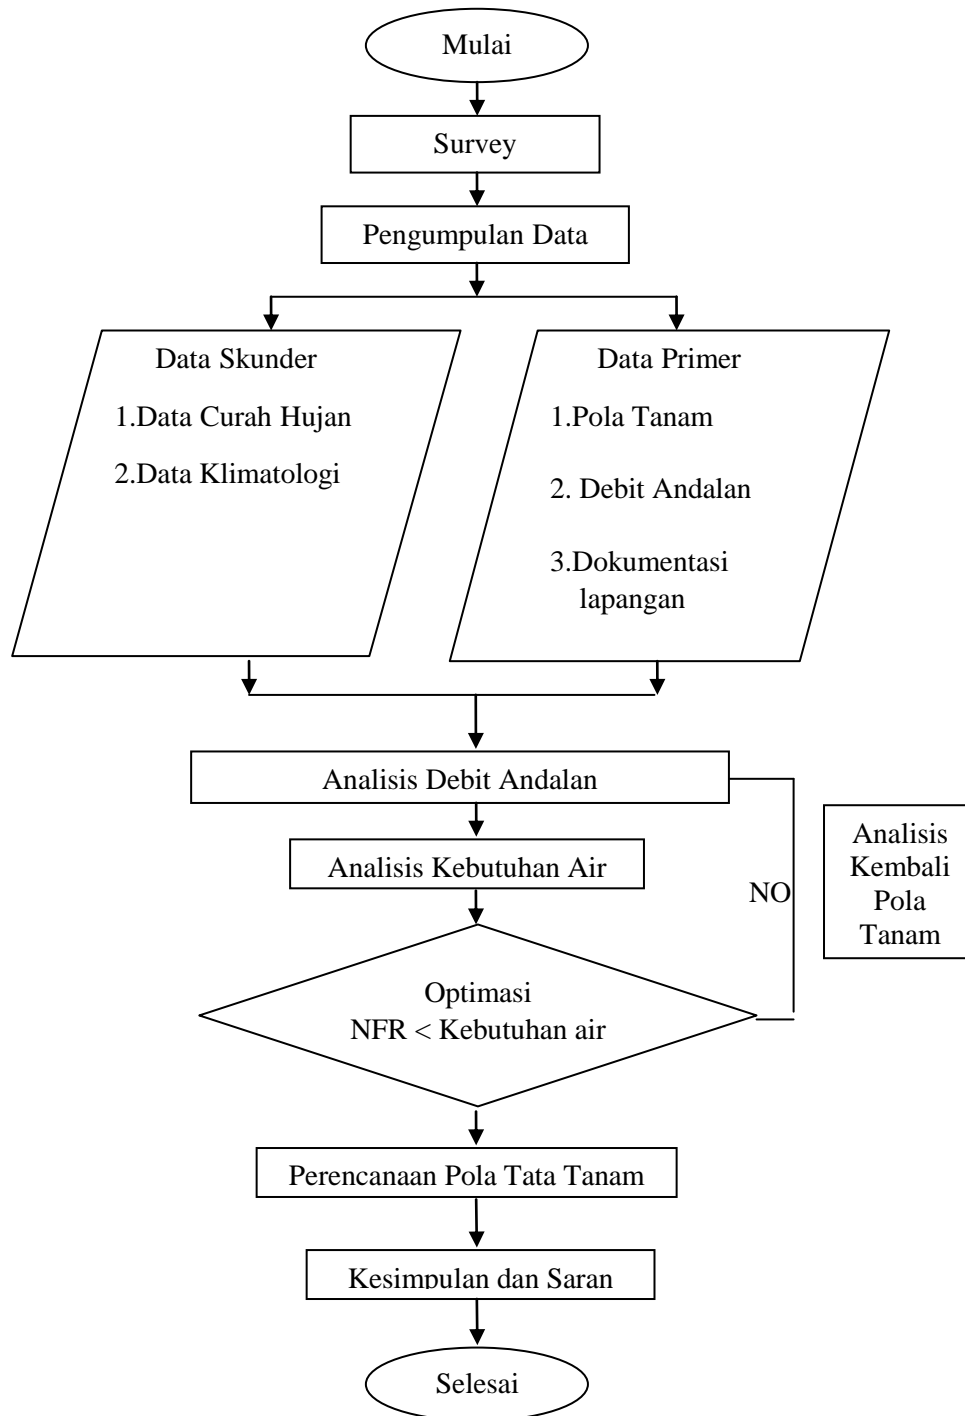 Mulai
Survey
Pengumpulan Data
Data Skunder
1.Data Curah Hujan
2.Data Klimatologi
Data Primer
1.Pola Tanam
2. Debit Andalan
3.Dokumentasi
lapangan
Analisis Debit Andalan
Analisis Kebutuhan Air
NO
Analisis
Kembali
Pola
Tanam
Optimasi
NFR < Kebutuhan air
Perencanaan Pola Tata Tanam
Kesimpulan dan Saran
Selesai